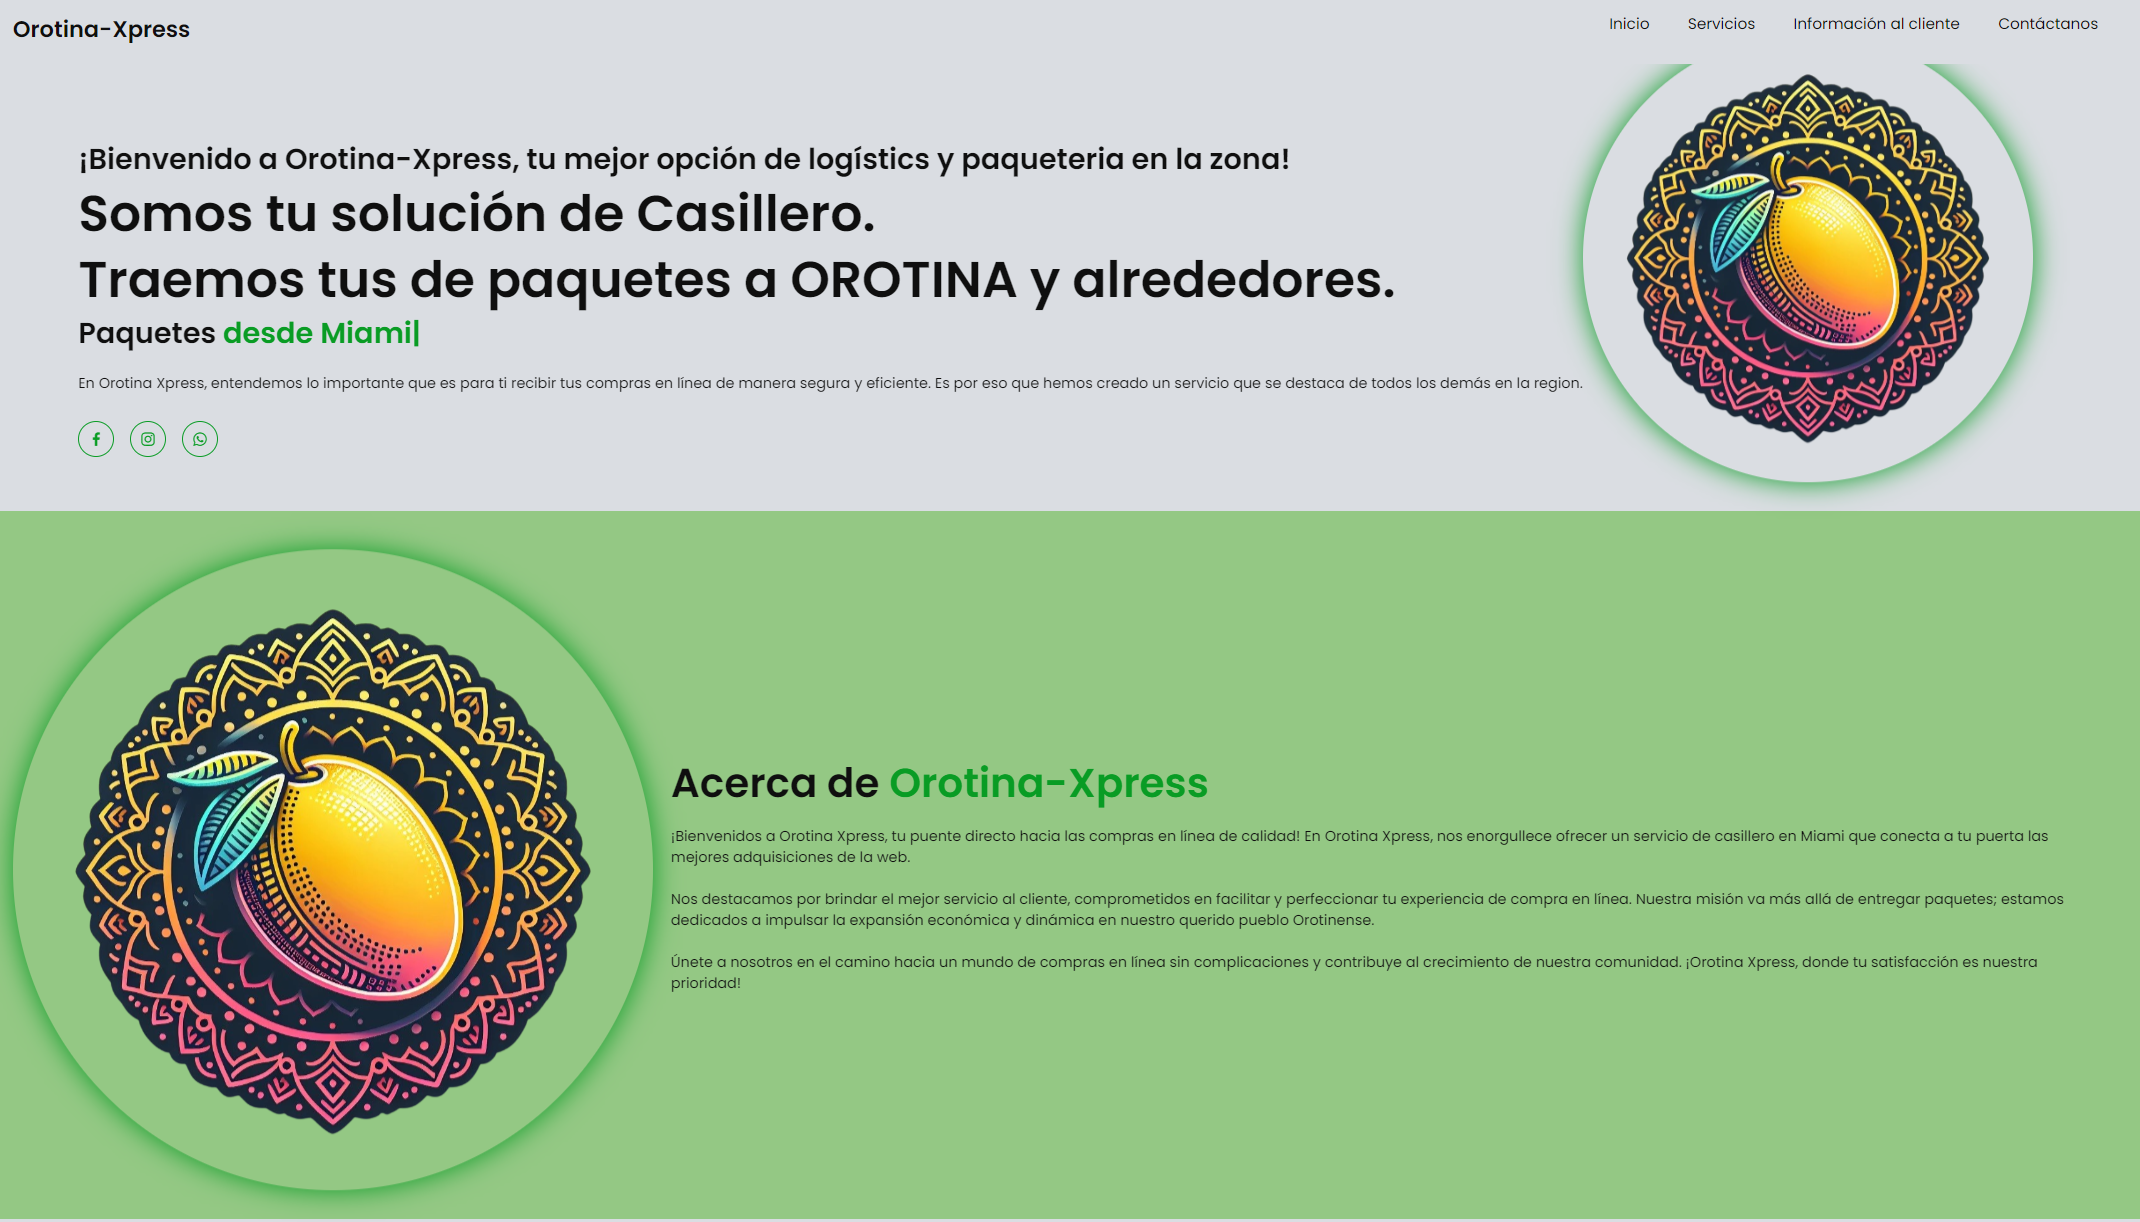 Orotina-Xpress
Inicio Servicios Información al cliente Contáctanos
¡Bienvenido a Orotina-Xpress, tu mejor opción de logístics y paqueteria en la zona!
Somos tu solución de Casillero.
Traemos tus de paquetes a OROTINA y alrededores.
Paquetes desde Miami|
En Orotina Xpress, entendemos lo importante que es para ti recibir tus compras en línea de manera segura y eficiente. Es por eso que hemos creado un servicio que se destaca de todos los demás en la region.
Acerca de Orotina-Xpress
¡Bienvenidos a Orotina Xpress, tu puente directo hacia las compras en línea de calidad! En Orotina Xpress, nos enorgullece ofrecer un servicio de casillero en Miami que conecta a tu puerta las
mejores adquisiciones de la web.
Nos destacamos por brindar el mejor servicio al cliente, comprometidos en facilitar y perfeccionar tu experiencia de compra en línea. Nuestra misión va más allá de entregar paquetes; estamos
dedicados a impulsar la expansión económica y dinámica en nuestro querido pueblo Orotinense.
Únete a nosotros en el camino hacia un mundo de compras en línea sin complicaciones y contribuye al crecimiento de nuestra comunidad. ¡Orotina Xpress, donde tu satisfacción es nuestra
prioridad!